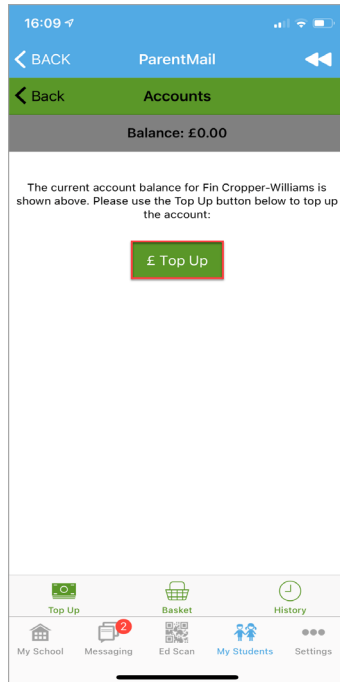 16:09
BACK ParentMail
Back Accounts
Balance: £0.00
The current account balance for Fin Cropper-Williams is
shown above. Please use the Top Up button below to top up
the account:
£ Top Up
Top Up Basket History
2
My School Messaging Ed Scan My Students Settings